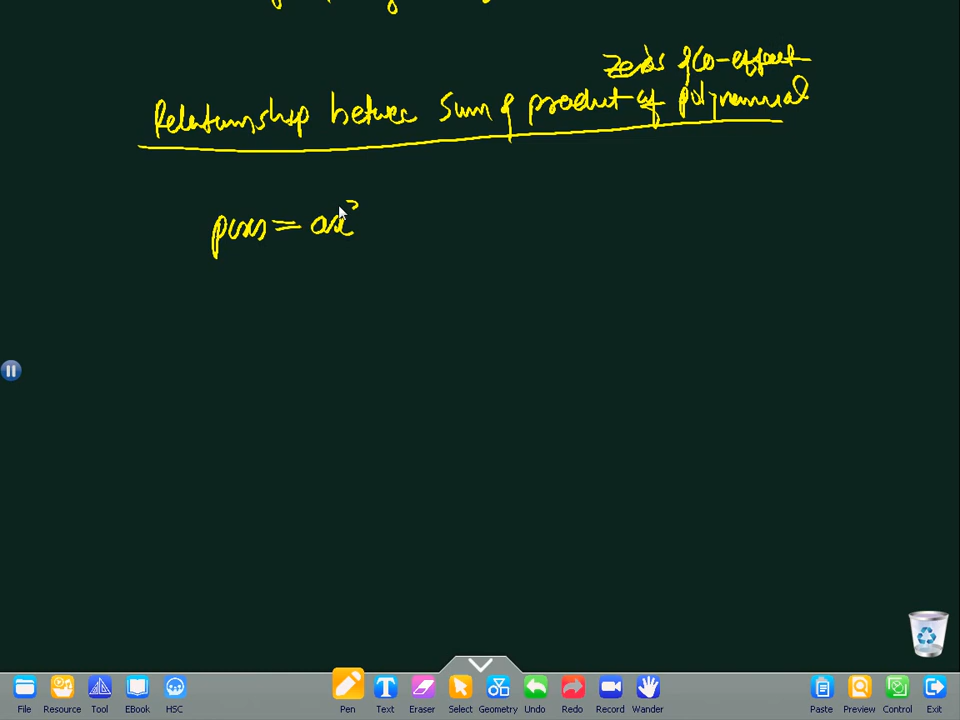 zeros & co-effient
Relationship between Sum & product of polynomial
p(x) = ax²
File Resource Tool EBook HSC Pen Text Eraser Select Geometry Undo Redo Record Wander Paste Preview Control Exit